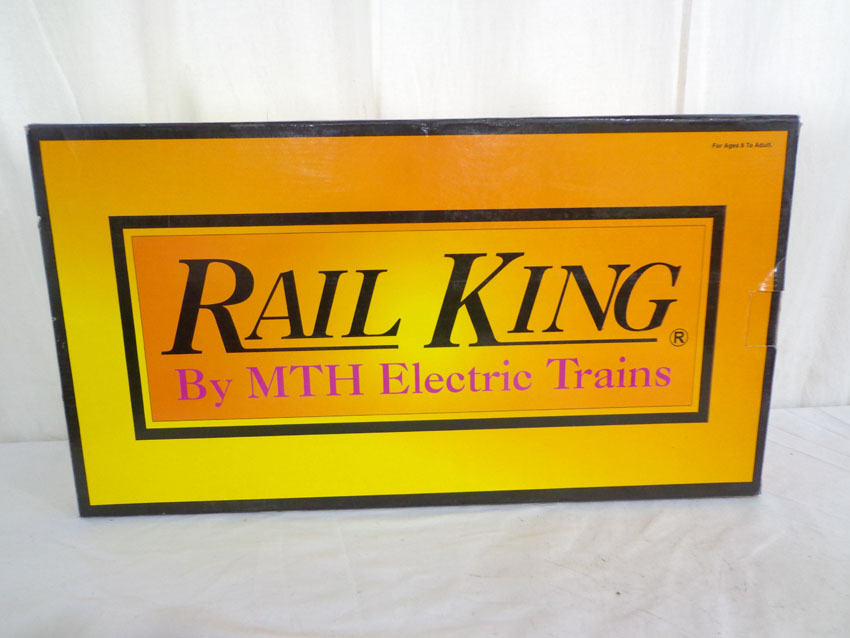 For Ages 8 To Adult.
RAIL KING®
By MTH Electric Trains